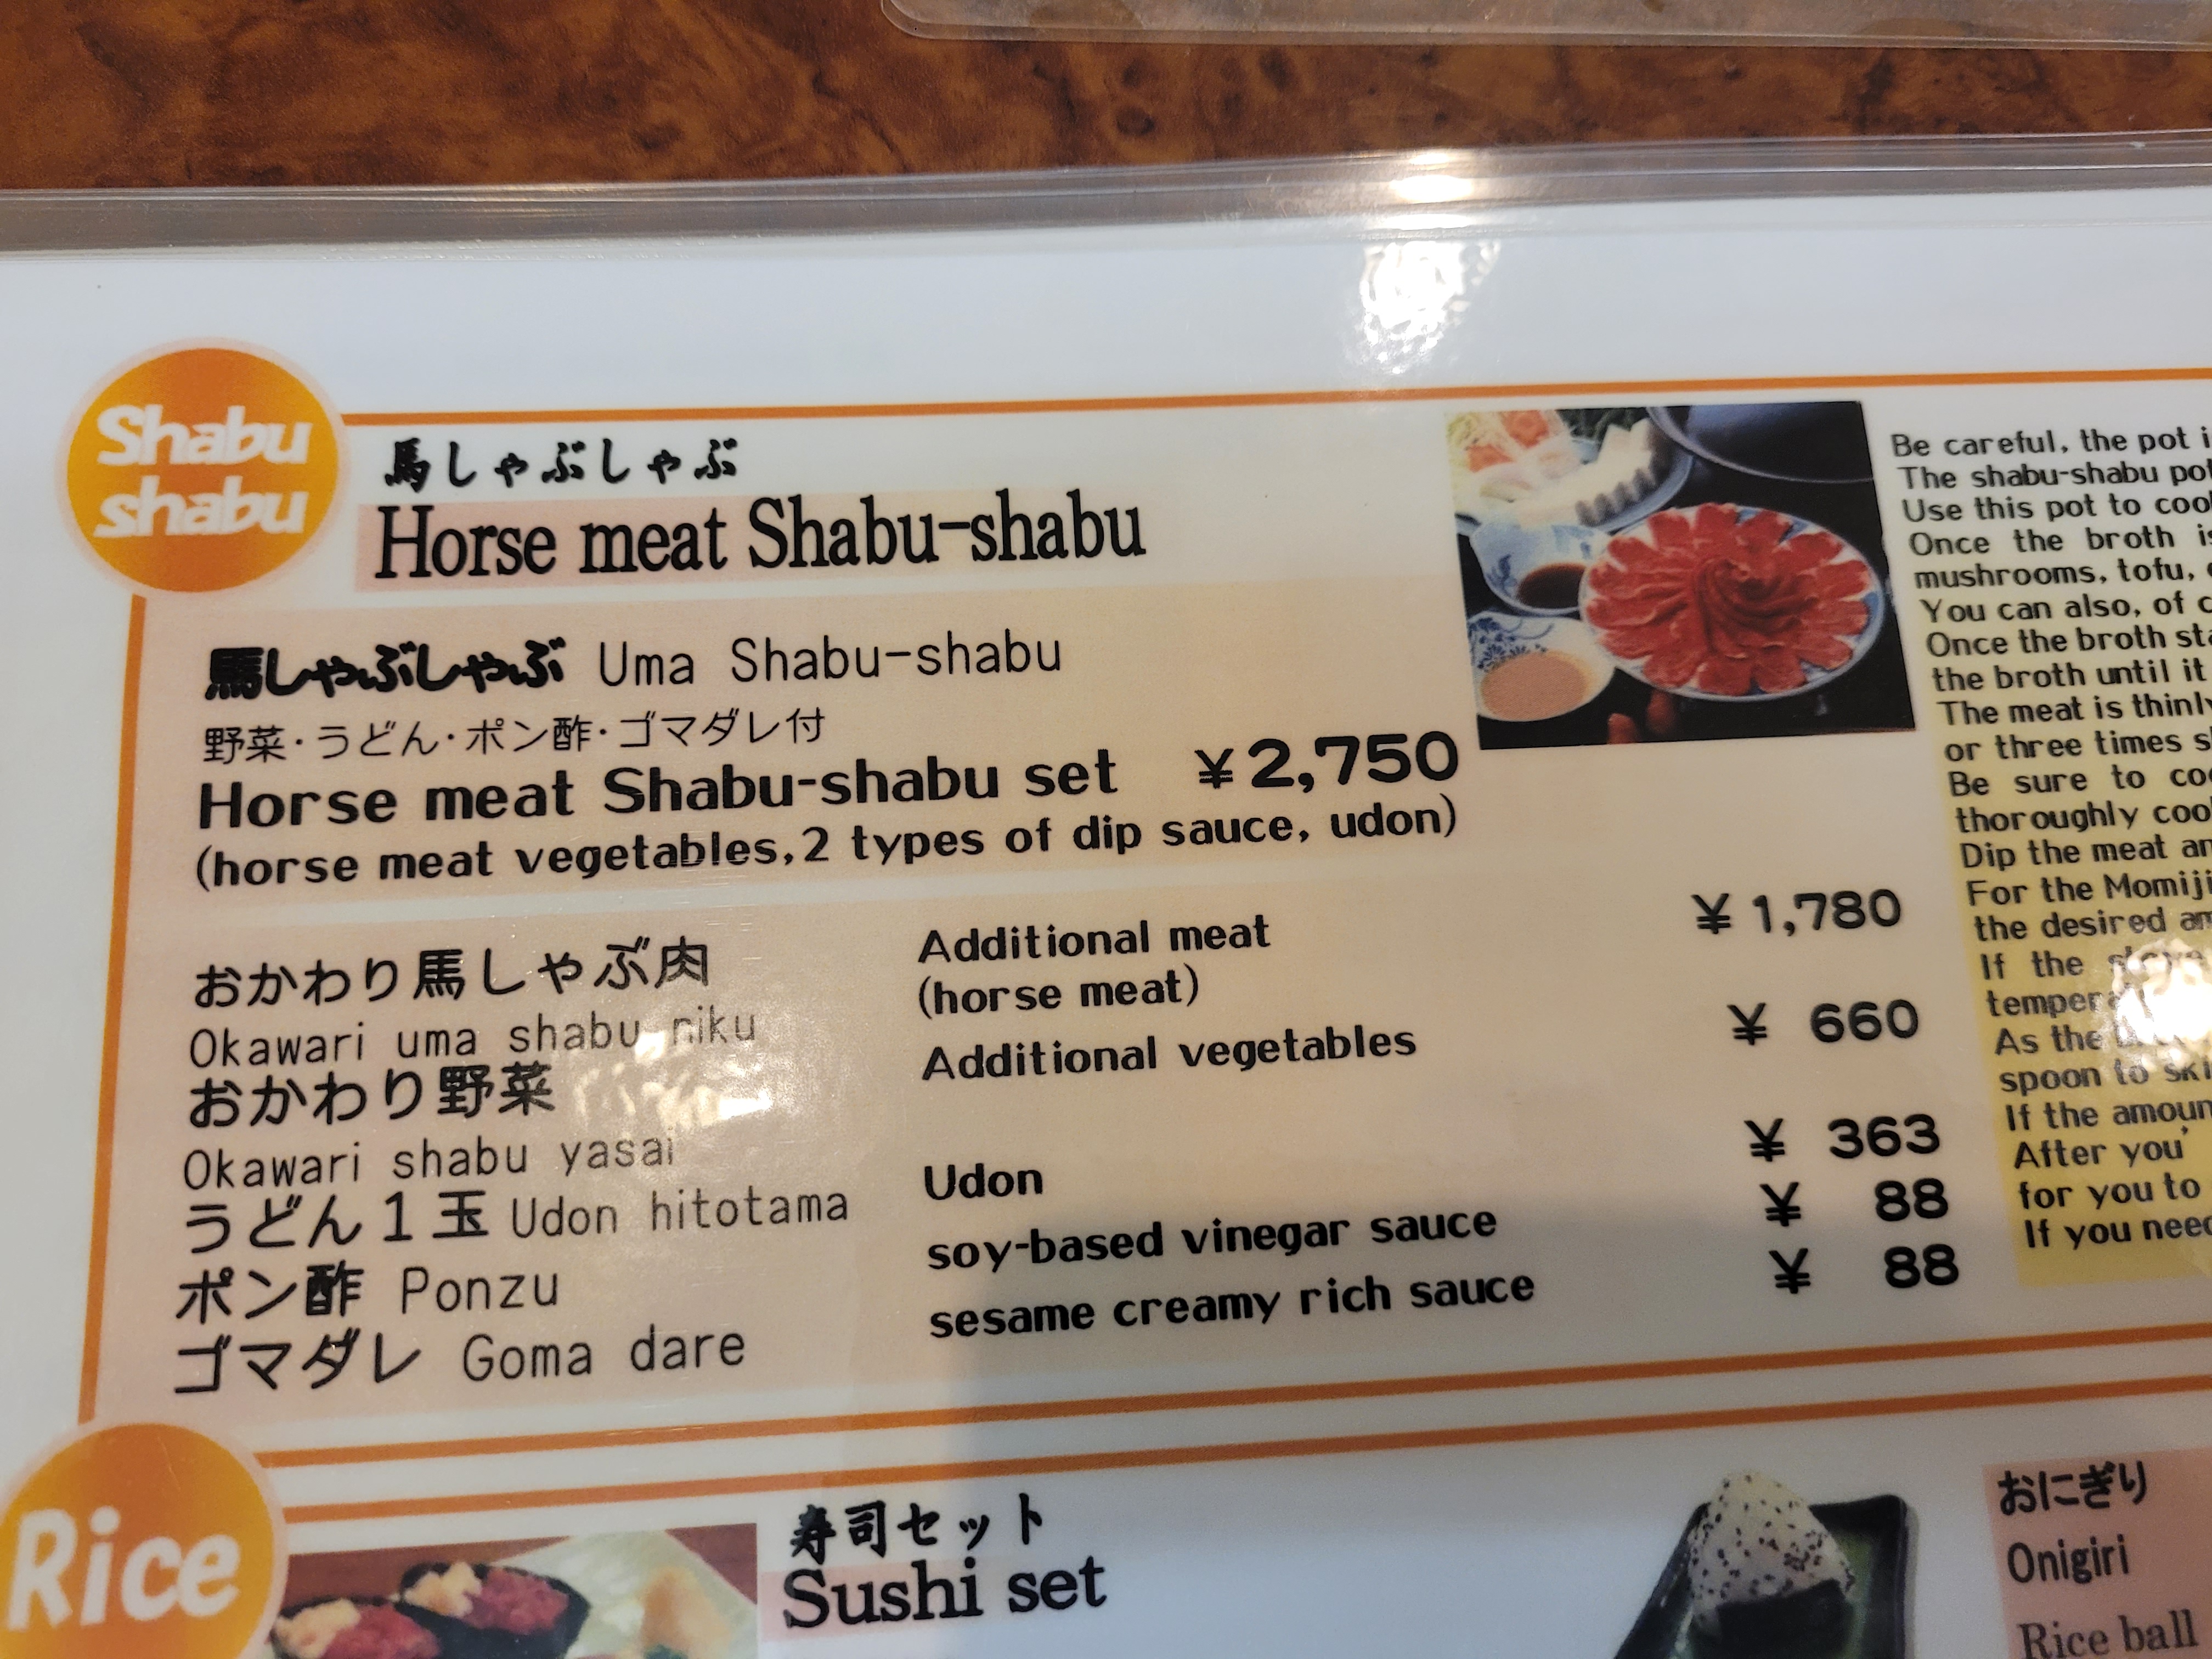 Shabu
shabu
馬しゃぶしゃぶ
Horse meat Shabu-shabu
馬しゃぶしゃぶ Uma Shabu-shabu
野菜・うどん・ポン酢・ゴマダレ付
Horse meat Shabu-shabu set ¥2,750
(horse meat vegetables,2 types of dip sauce, udon)
おかわり馬しゃぶ肉 Additional meat ¥1,780
Okawari uma shabu niku (horse meat)
おかわり野菜 Additional vegetables ¥ 660
Okawari shabu yasai
うどん1玉 Udon hitotama Udon ¥ 363
ポン酢 Ponzu soy-based vinegar sauce ¥ 88
ゴマダレ Goma dare sesame creamy rich sauce ¥ 88
Be careful, the pot
The shabu-shabu
Use this pot to
Once the broth
mushrooms, tofu,
You can also, of
Once the broth
the broth until it
The meat is
or three times
Be sure to
thoroughly
Dip the meat
For the Momiji
the desired
If the
As the
spoon to
If the
After you
for you to
If you
Rice
寿司セット
Sushi set
おにぎり
Onigiri
Rice ball